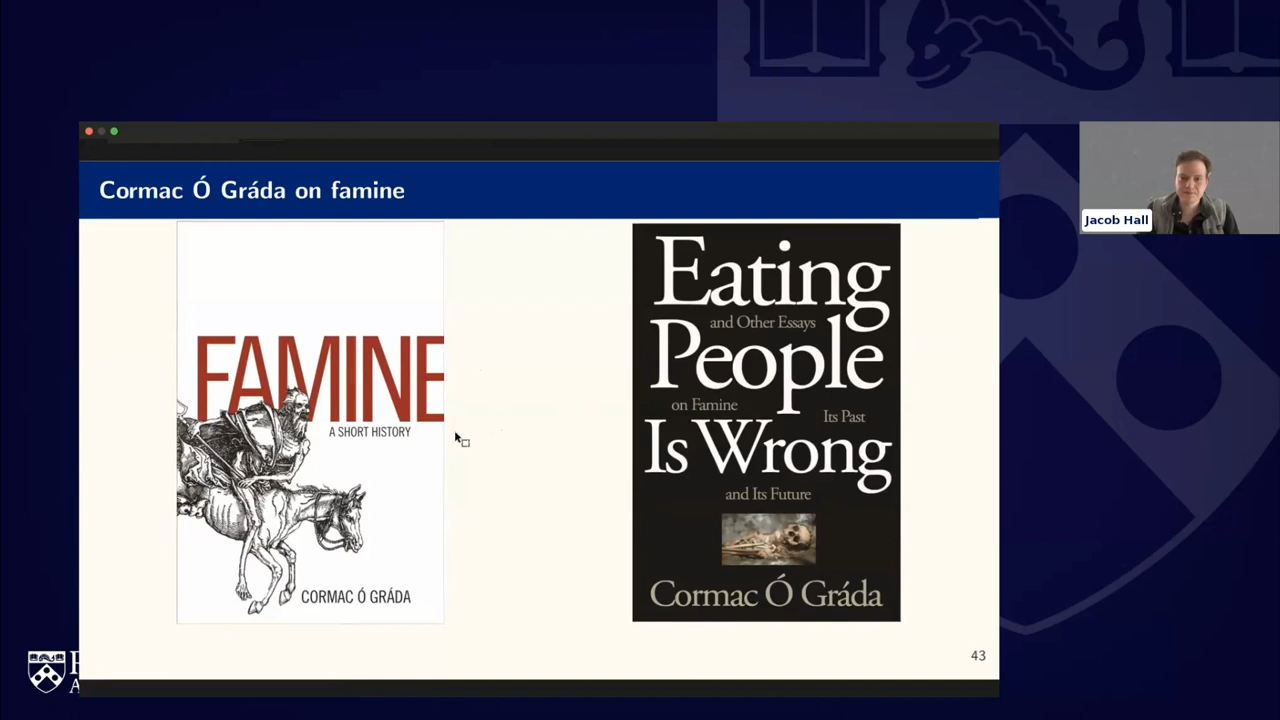 Cormac Ó Gráda on famine
FAMINE
A SHORT HISTORY
CORMAC Ó GRÁDA
Eating
and Other Essays
People
on Famine
Its Past
Is Wrong
and Its Future
Cormac Ó Gráda
43
Jacob Hall